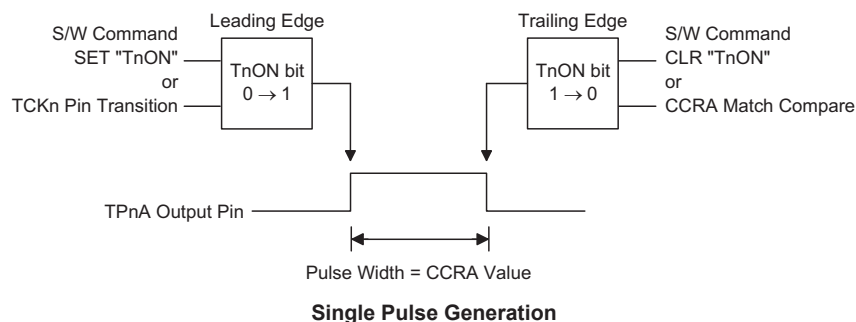 Leading Edge
S/W Command
SET "TnON"
or
TCKn Pin Transition
TnON bit
0 → 1
Trailing Edge
TnON bit
1 → 0
S/W Command
CLR "TnON"
or
CCRA Match Compare
TPnA Output Pin
Pulse Width = CCRA Value
Single Pulse Generation